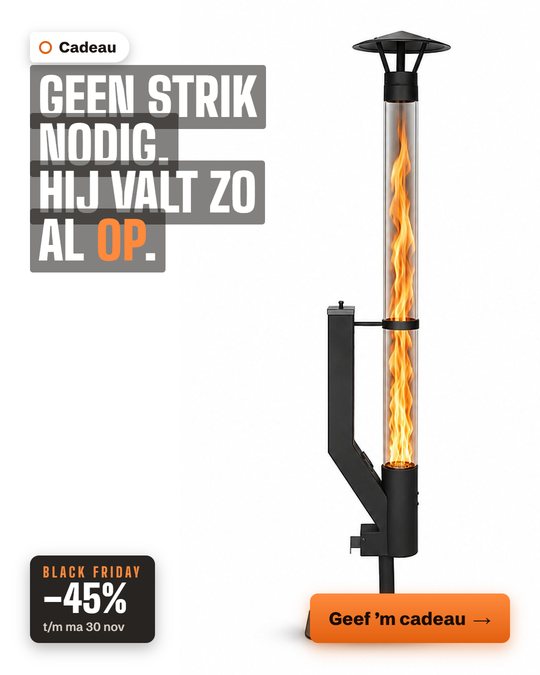 Cadeau
GEEN STRIK
NODIG.
HIJ VALT ZO
AL OP.
BLACK FRIDAY
–45%
t/m ma 30 nov
Geef ’m cadeau →